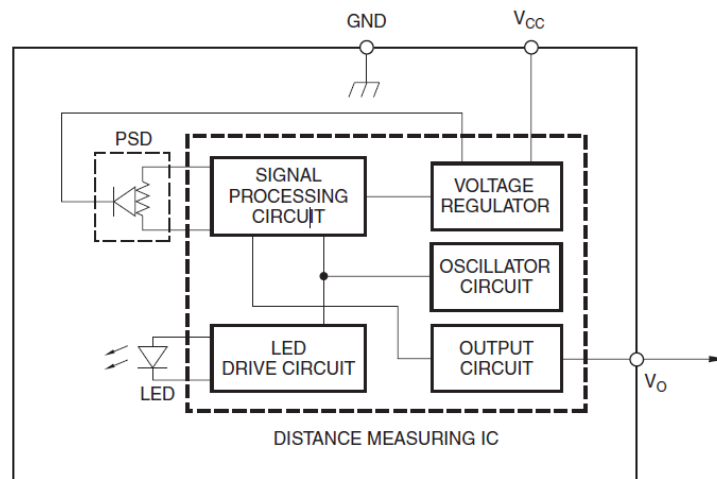 GND
VCC
PSD
SIGNAL
PROCESSING
CIRCUIT
VOLTAGE
REGULATOR
OSCILLATOR
CIRCUIT
LED
DRIVE CIRCUIT
OUTPUT
CIRCUIT
LED
VO
DISTANCE MEASURING IC